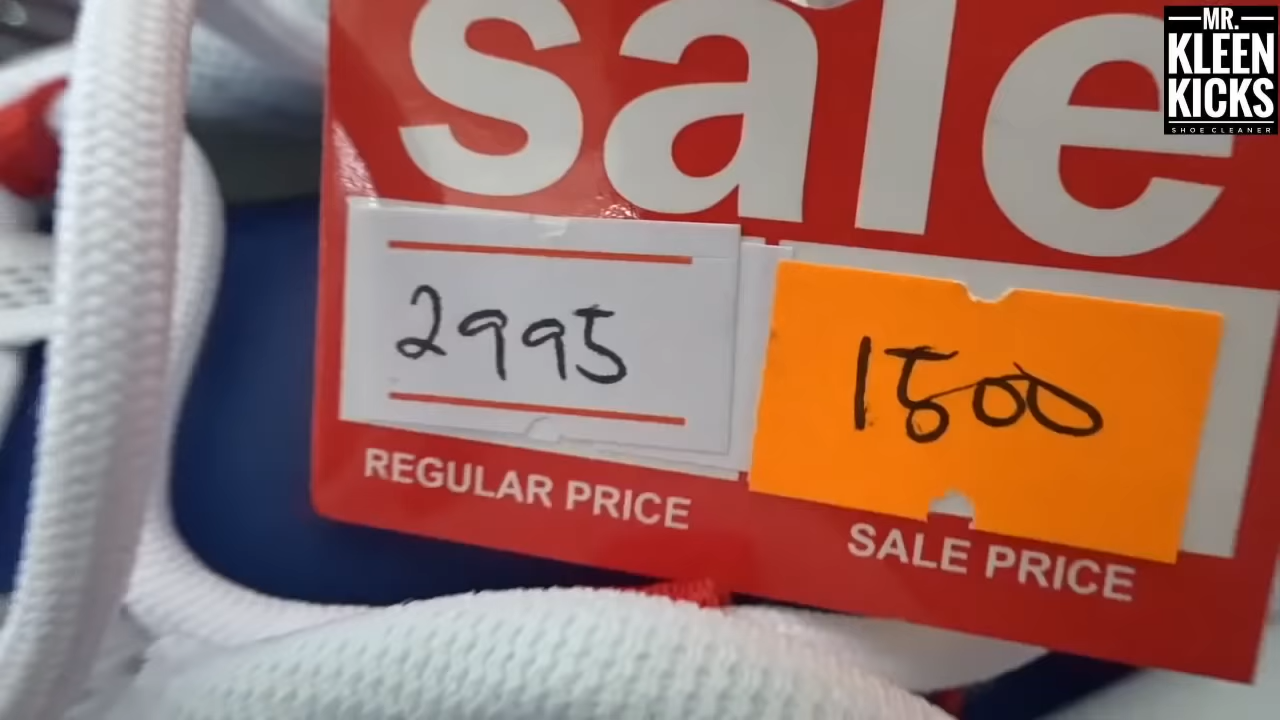 MR.
KLEEN
KICKS
SHOE CLEANER
sale
2995
1500
REGULAR PRICE
SALE PRICE